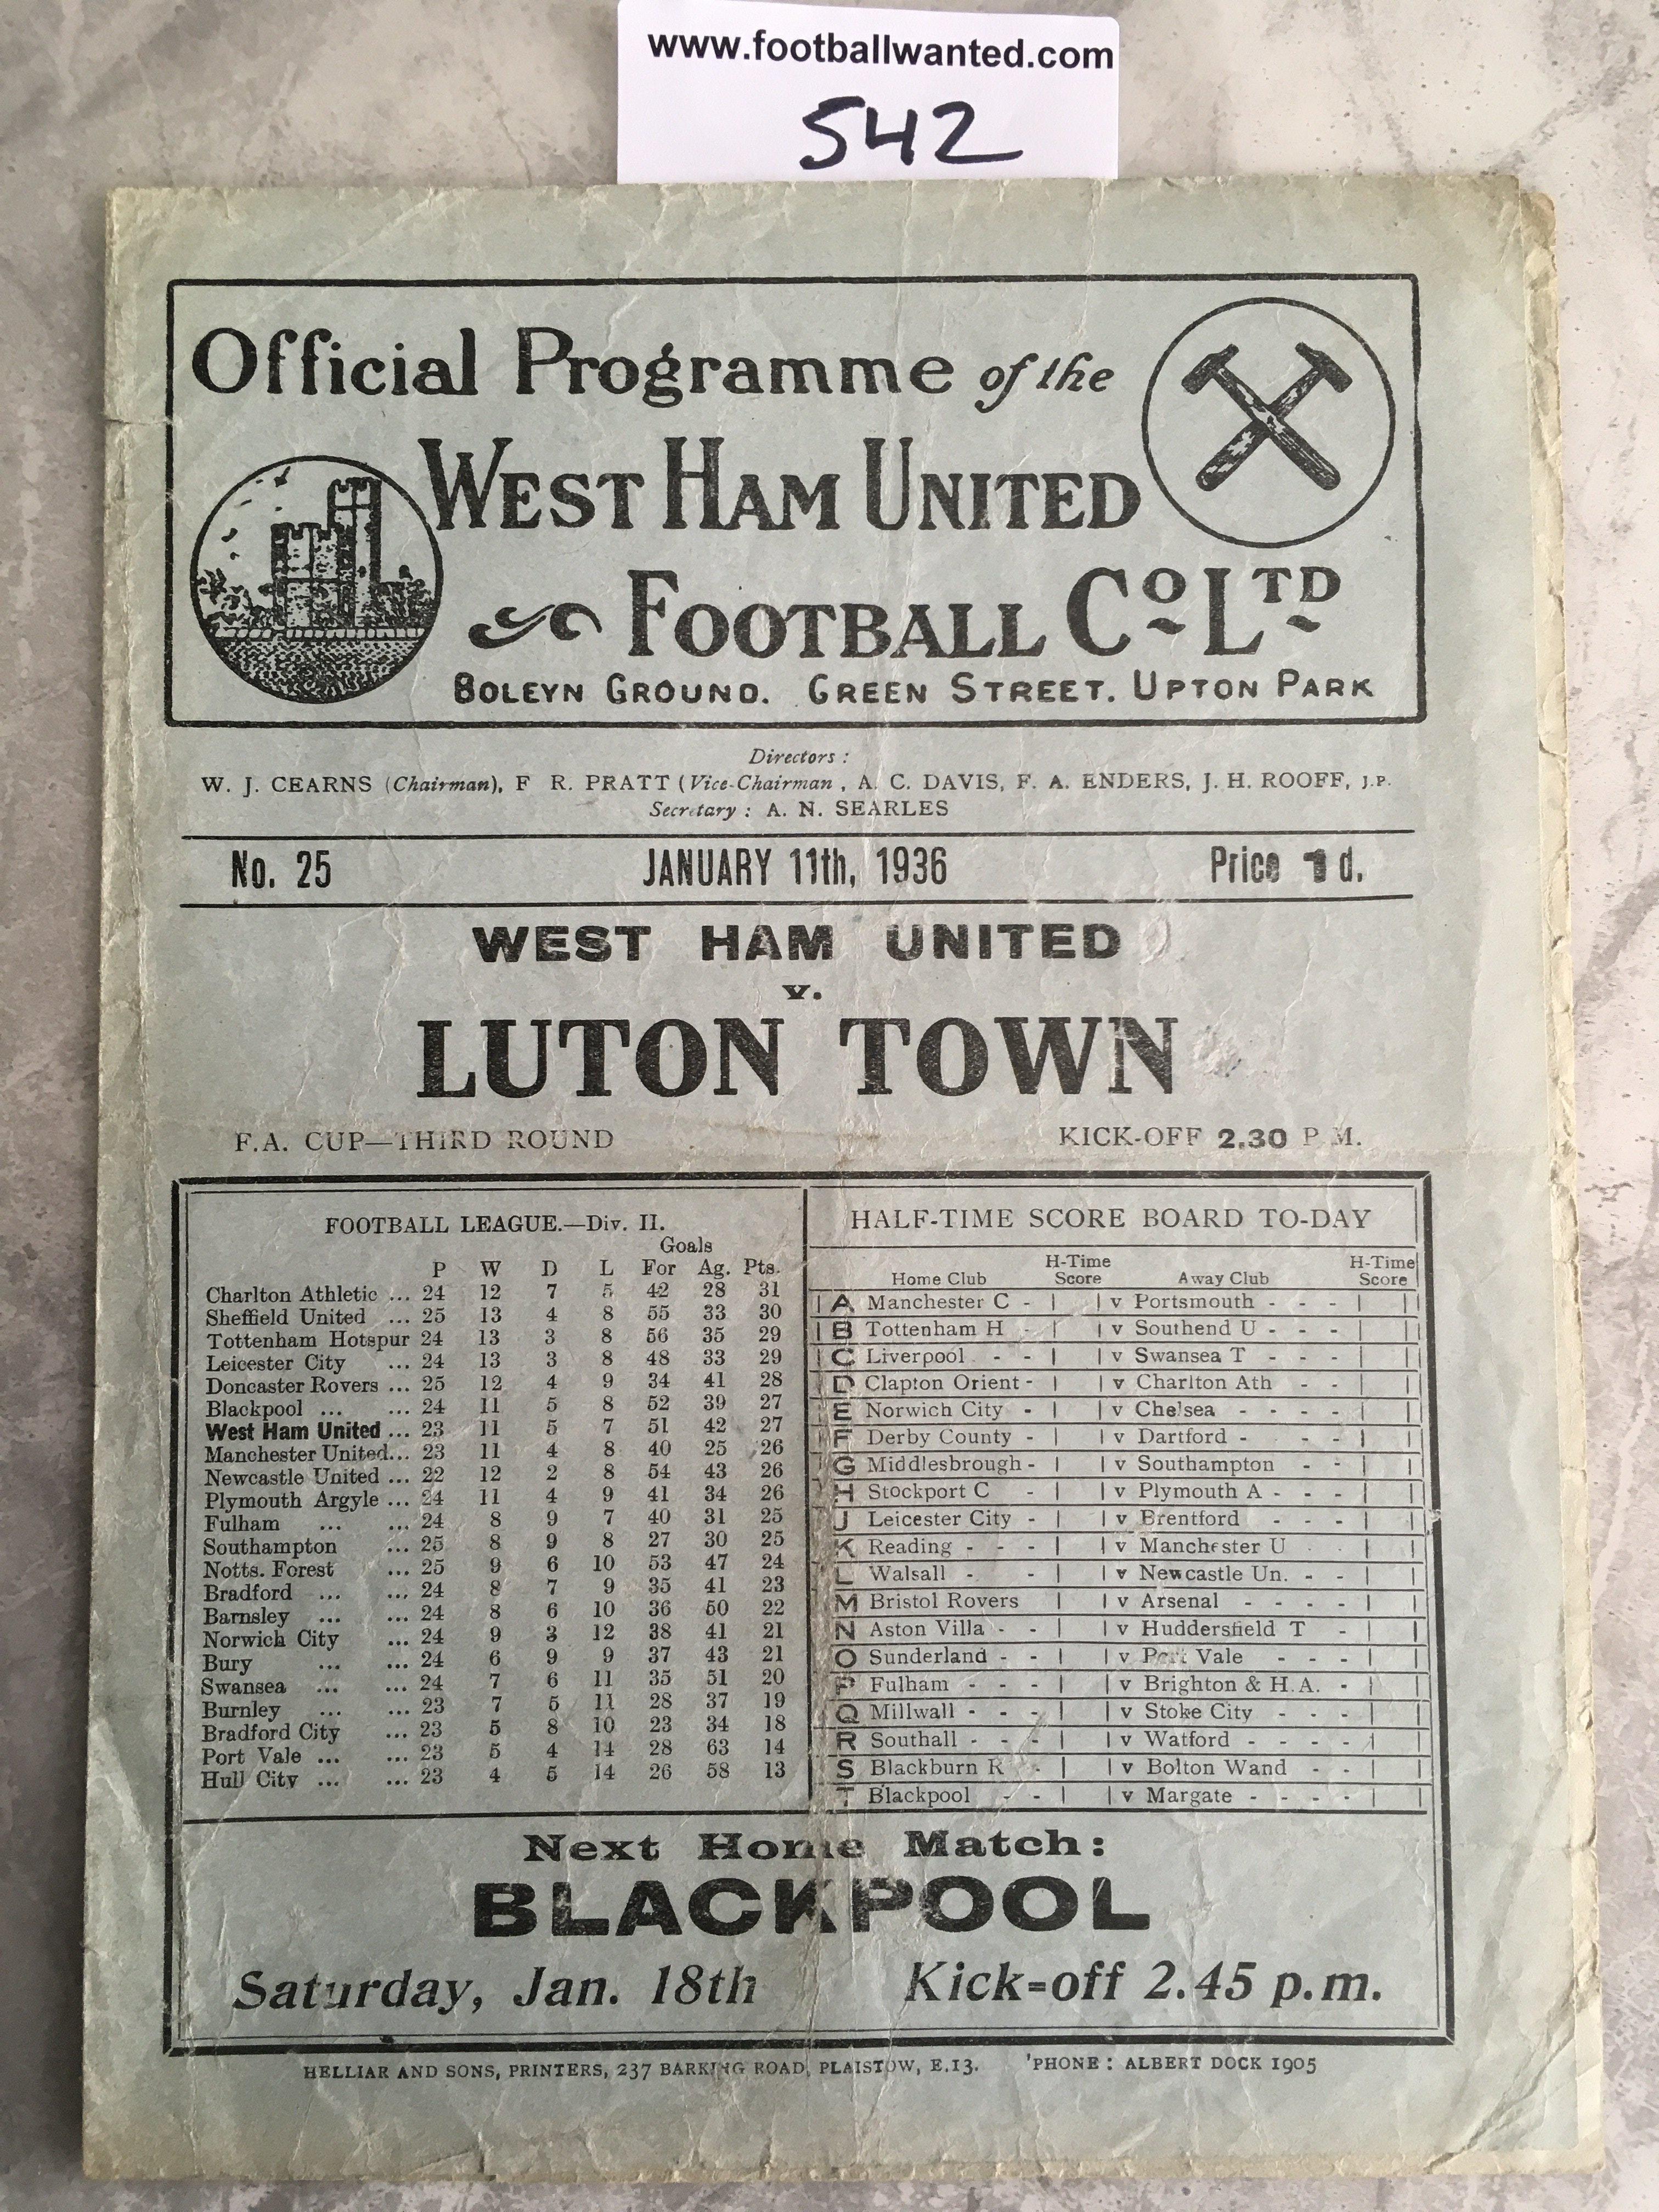 www.footballwanted.com
542
Official Programme of the
WEST HAM UNITED
FOOTBALL CO LTD
BOLEYN GROUND. GREEN STREET. UPTON PARK
Directors :
W. J. CEARNS (Chairman), F R. PRATT (Vice-Chairman , A. C. DAVIS, F. A. ENDERS, J. H. ROOFF, J.P.
Secretary : A. N. SEARLES
No. 25 JANUARY 11th, 1936 Price 1d.
WEST HAM UNITED
v.
LUTON TOWN
F.A. CUP—THIRD ROUND KICK-OFF 2.30 P.M.
FOOTBALL LEAGUE.—Div. II.
Goals
P W D L For Ag. Pts.
Charlton Athletic ... 24 12 7 5 42 28 31
Sheffield United ... 25 13 4 8 55 33 30
Tottenham Hotspur 24 13 3 8 56 35 29
Leicester City ... 24 13 3 8 48 33 29
Doncaster Rovers ... 25 12 4 9 34 41 28
Blackpool ... ... 24 11 5 8 52 39 27
West Ham United ... 23 11 5 7 51 42 27
Manchester United... 23 11 4 8 40 25 26
Newcastle United ... 22 12 2 8 54 43 26
Plymouth Argyle ... 24 11 4 9 41 34 26
Fulham ... ... 24 8 9 7 40 31 25
Southampton ... 25 8 9 8 27 30 25
Notts. Forest ... 25 9 6 10 53 47 24
Bradford ... ... 24 8 7 9 35 41 23
Barnsley ... ... 24 8 6 10 36 50 22
Norwich City ... 24 9 3 12 38 41 21
Bury ... ... 24 6 9 9 37 43 21
Swansea ... ... 24 7 6 11 35 51 20
Burnley ... ... 23 7 5 11 28 37 19
Bradford City ... 23 5 8 10 23 34 18
Port Vale ... ... 23 5 4 14 28 63 14
Hull City ... ... 23 4 5 14 26 58 13
HALF-TIME SCORE BOARD TO-DAY
Home Club H-Time Score Away Club H-Time Score
A Manchester C - v Portsmouth - - -
B Tottenham H - v Southend U - - -
C Liverpool - - v Swansea T - - -
D Clapton Orient - v Charlton Ath - -
E Norwich City - v Chelsea - - - -
F Derby County - v Dartford - - -
G Middlesbrough - v Southampton - -
H Stockport C - v Plymouth A - - -
J Leicester City - v Brentford - - -
K Reading - - - v Manchester U
L Walsall - - v Newcastle Un. - -
M Bristol Rovers v Arsenal - - - -
N Aston Villa - - v Huddersfield T -
O Sunderland - - v Port Vale - - -
P Fulham - - - v Brighton & H.A. -
Q Millwall - - - v Stoke City - - -
R Southall - - - v Watford - - - -
S Blackburn R - v Bolton Wand - -
T Blackpool - - v Margate - - - -
Next Home Match:
BLACKPOOL
Saturday, Jan. 18th Kick=off 2.45 p.m.
HELLIAR AND SONS, PRINTERS, 237 BARKING ROAD, PLAISTOW, E.13. 'PHONE : ALBERT DOCK 1905